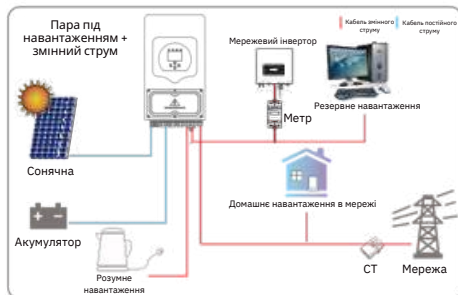 Пара під
навантаженням +
змінний струм
Мережевий інвертор
Кабель змінного
струму
Кабель постійного
струму
Метр
Резервне навантаження
Сонячна
Домашнє навантаження в мережі
Акумулятор
Розумне
навантаження
СТ
Мережа